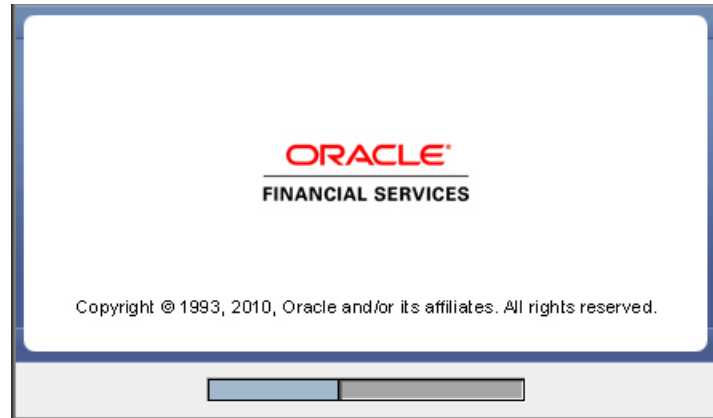 ORACLE®
FINANCIAL SERVICES
Copyright © 1993, 2010, Oracle and/or its affiliates. All rights reserved.